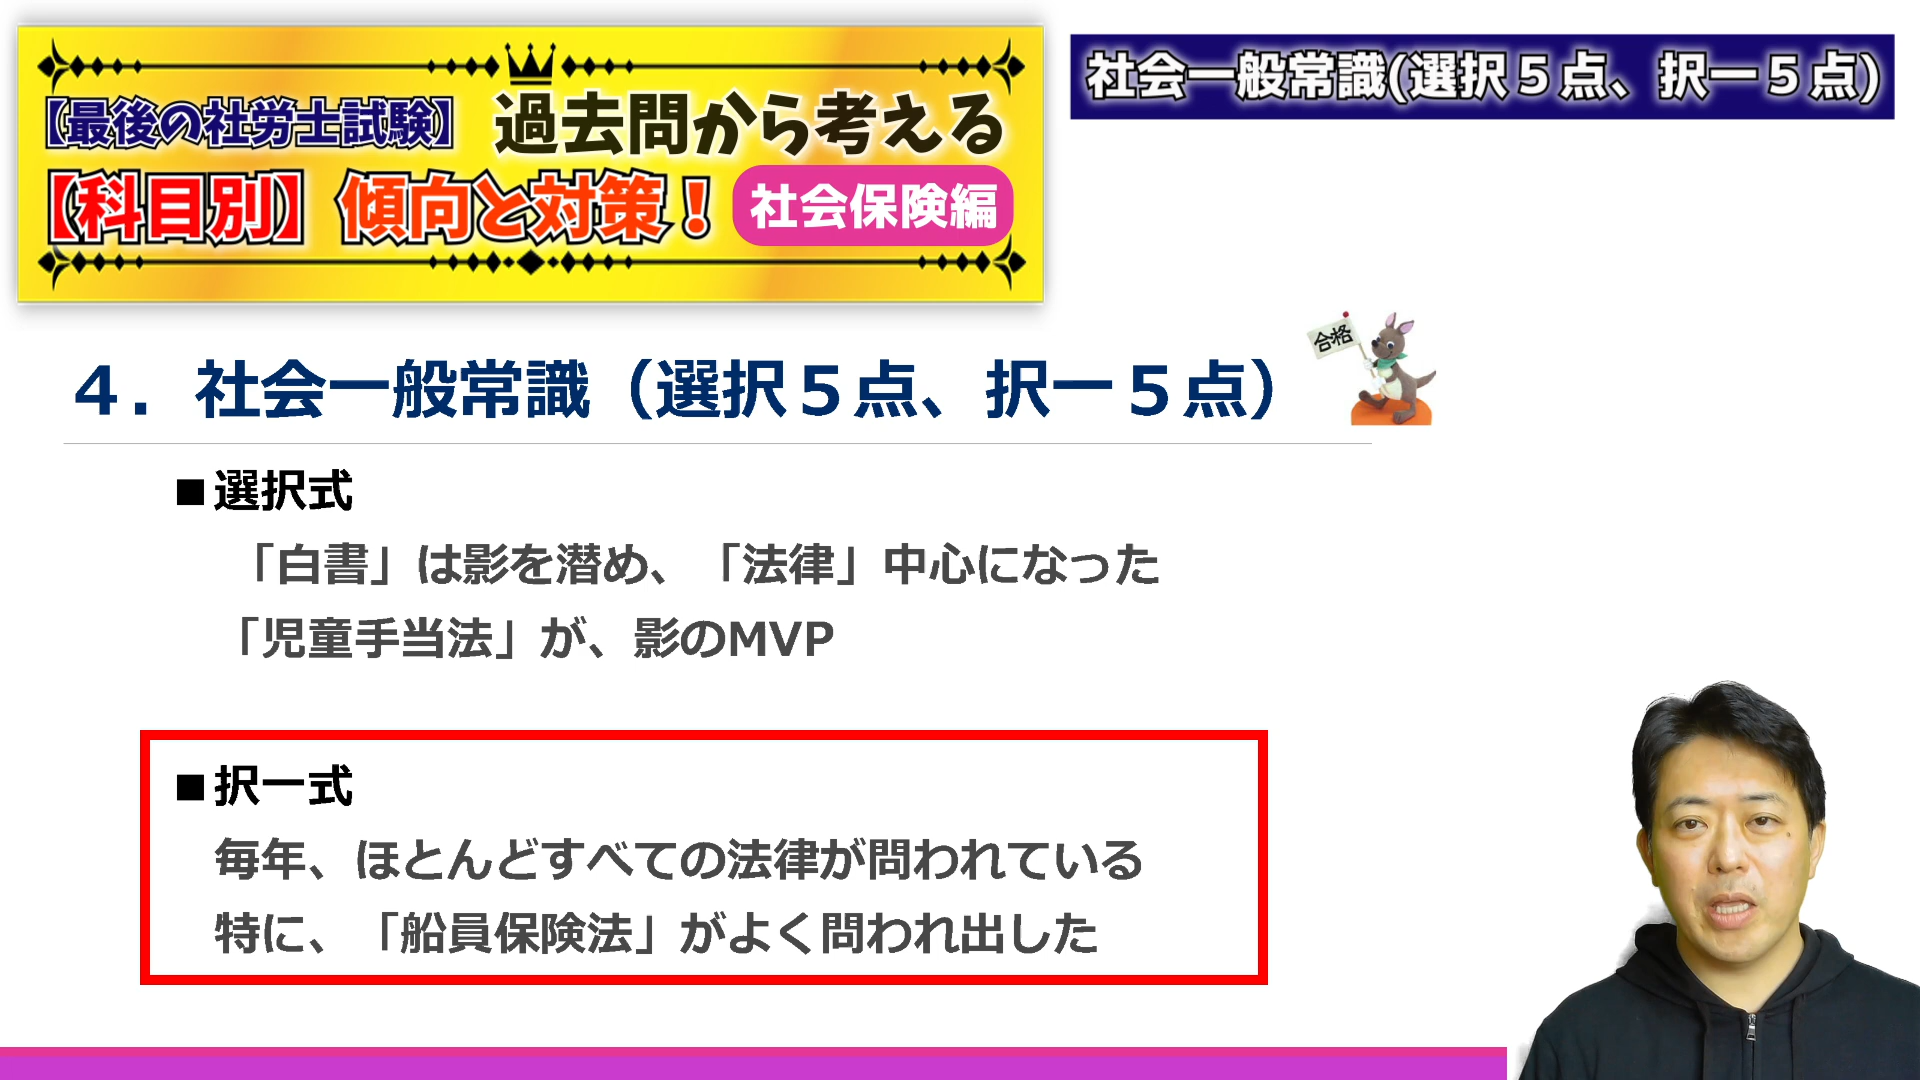 【最後の社労士試験】 過去問から考える
【科目別】 傾向と対策！ 社会保険編
社会一般常識(選択５点、択一５点)
４．社会一般常識（選択５点、択一５点）
合格
■選択式
「白書」は影を潜め、「法律」中心になった
「児童手当法」が、影のMVP
■択一式
毎年、ほとんどすべての法律が問われている
特に、「船員保険法」がよく問われ出した